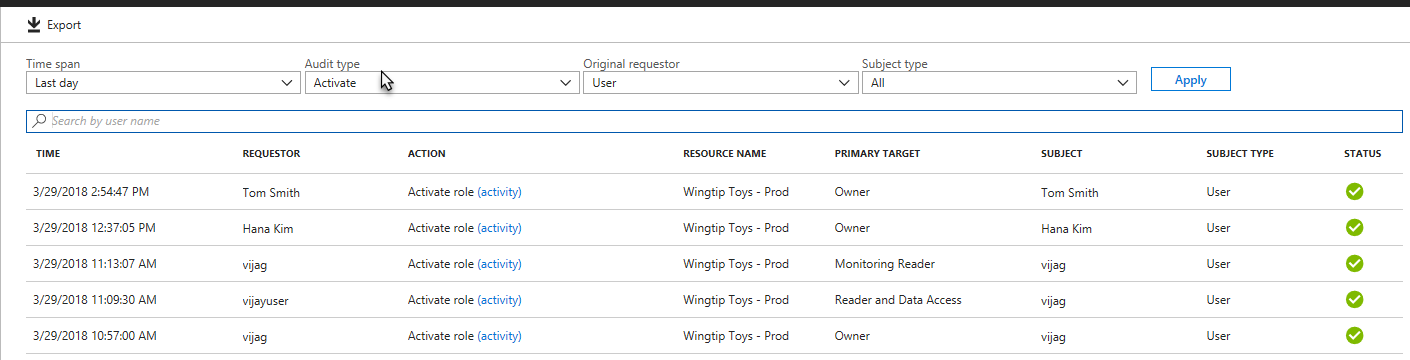 Export
Time span Audit type Original requestor Subject type
Last day Activate User All Apply
Search by user name
TIME REQUESTOR ACTION RESOURCE NAME PRIMARY TARGET SUBJECT SUBJECT TYPE STATUS
3/29/2018 2:54:47 PM Tom Smith Activate role (activity) Wingtip Toys - Prod Owner Tom Smith User
3/29/2018 12:37:05 PM Hana Kim Activate role (activity) Wingtip Toys - Prod Owner Hana Kim User
3/29/2018 11:13:07 AM vijag Activate role (activity) Wingtip Toys - Prod Monitoring Reader vijag User
3/29/2018 11:09:30 AM vijayuser Activate role (activity) Wingtip Toys - Prod Reader and Data Access vijag User
3/29/2018 10:57:00 AM vijag Activate role (activity) Wingtip Toys - Prod Owner vijag User